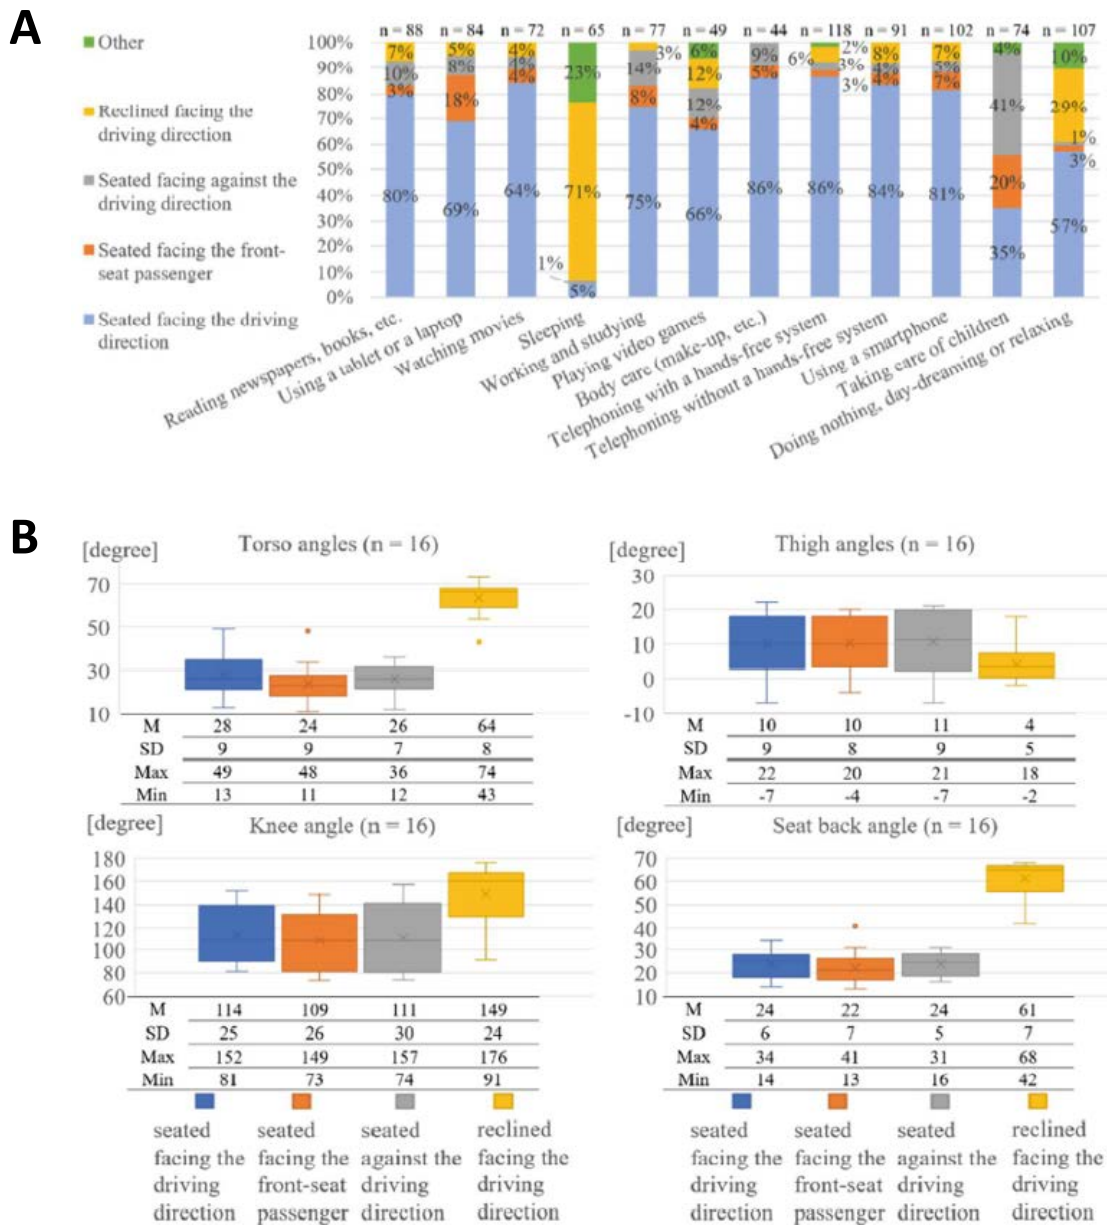 A
n = 88 n = 84 n = 72 n = 65 n = 77 n = 49 n = 44 n = 118 n = 91 n = 102 n = 74 n = 107
Other
Reclined facing the
driving direction
Seated facing against the
driving direction
Seated facing the front-
seat passenger
Seated facing the driving
direction
100%
90%
80%
70%
60%
50%
40%
30%
20%
10%
0%
7% 10% 3% 80%
5% 8% 18% 69%
4% 4% 4% 64%
23% 71% 1% 5%
3% 14% 8% 75%
6% 12% 12% 4% 66%
9% 5% 86%
2% 6% 3% 3% 86%
8% 4% 4% 84%
7% 5% 7% 81%
4% 41% 20% 35%
10% 29% 1% 3% 57%
Reading newspapers, books, etc.
Using a tablet or a laptop
Watching movies
Sleeping
Working and studying
Playing video games
Body care (make-up, etc.)
Telephoning with a hands-free system
Telephoning without a hands-free system
Using a smartphone
Taking care of children
Doing nothing, day-dreaming or relaxing
B
[degree] Torso angles (n = 16)
70
50
30
10
M 28 24 26 64
SD 9 9 7 8
Max 49 48 36 74
Min 13 11 12 43
[degree] Thigh angles (n = 16)
30
20
10
0
-10
M 10 10 11 4
SD 9 8 9 5
Max 22 20 21 18
Min -7 -4 -7 -2
[degree] Knee angle (n = 16)
180
160
140
120
100
80
60
M 114 109 111 149
SD 25 26 30 24
Max 152 149 157 176
Min 81 73 74 91
[degree] Seat back angle (n = 16)
70
60
50
40
30
20
10
M 24 22 24 61
SD 6 7 5 7
Max 34 41 31 68
Min 14 13 16 42
seated
facing the
driving
direction
seated
facing the
front-seat
passenger
seated
against the
driving
direction
reclined
facing the
driving
direction
seated
facing the
driving
direction
seated
facing the
front-seat
passenger
seated
against the
driving
direction
reclined
facing the
driving
direction